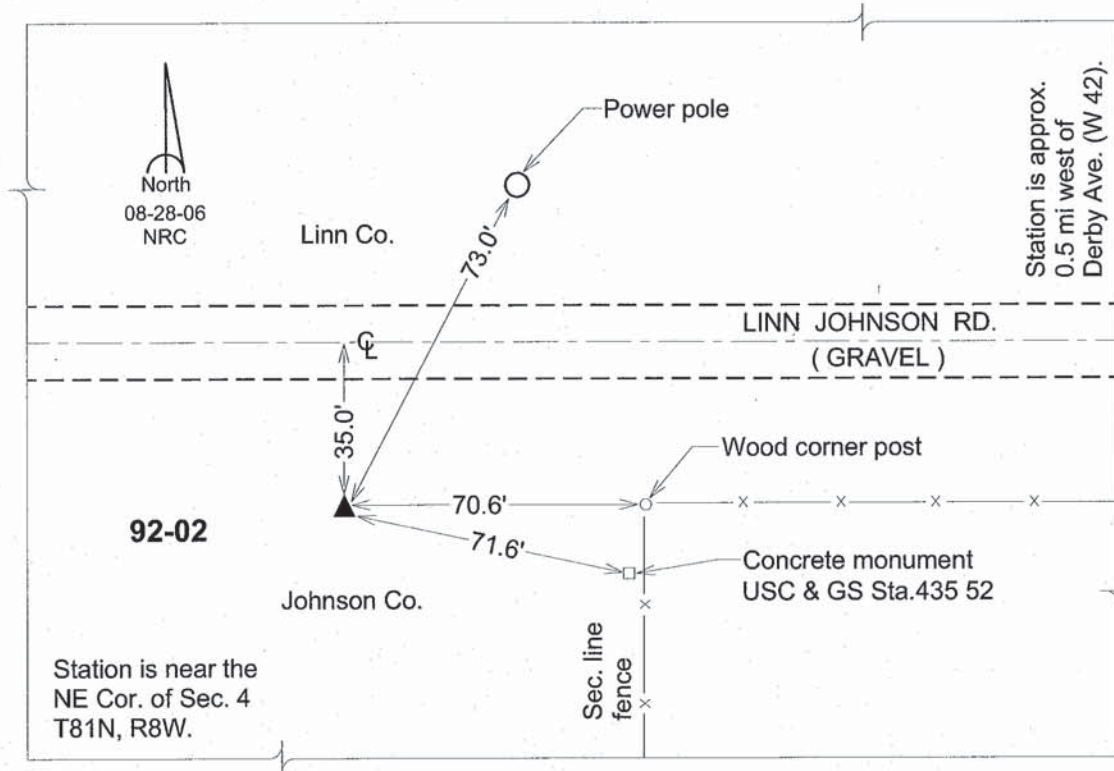 Power pole
Station is approx.
0.5 mi west of
Derby Ave. (W 42).
North
08-28-06
NRC
Linn Co.
73.0'
LINN JOHNSON RD.
( GRAVEL )
CL
35.0'
Wood corner post
70.6'
92-02
71.6'
Concrete monument
USC & GS Sta.435 52
Johnson Co.
Sec. line
fence
Station is near the
NE Cor. of Sec. 4
T81N, R8W.